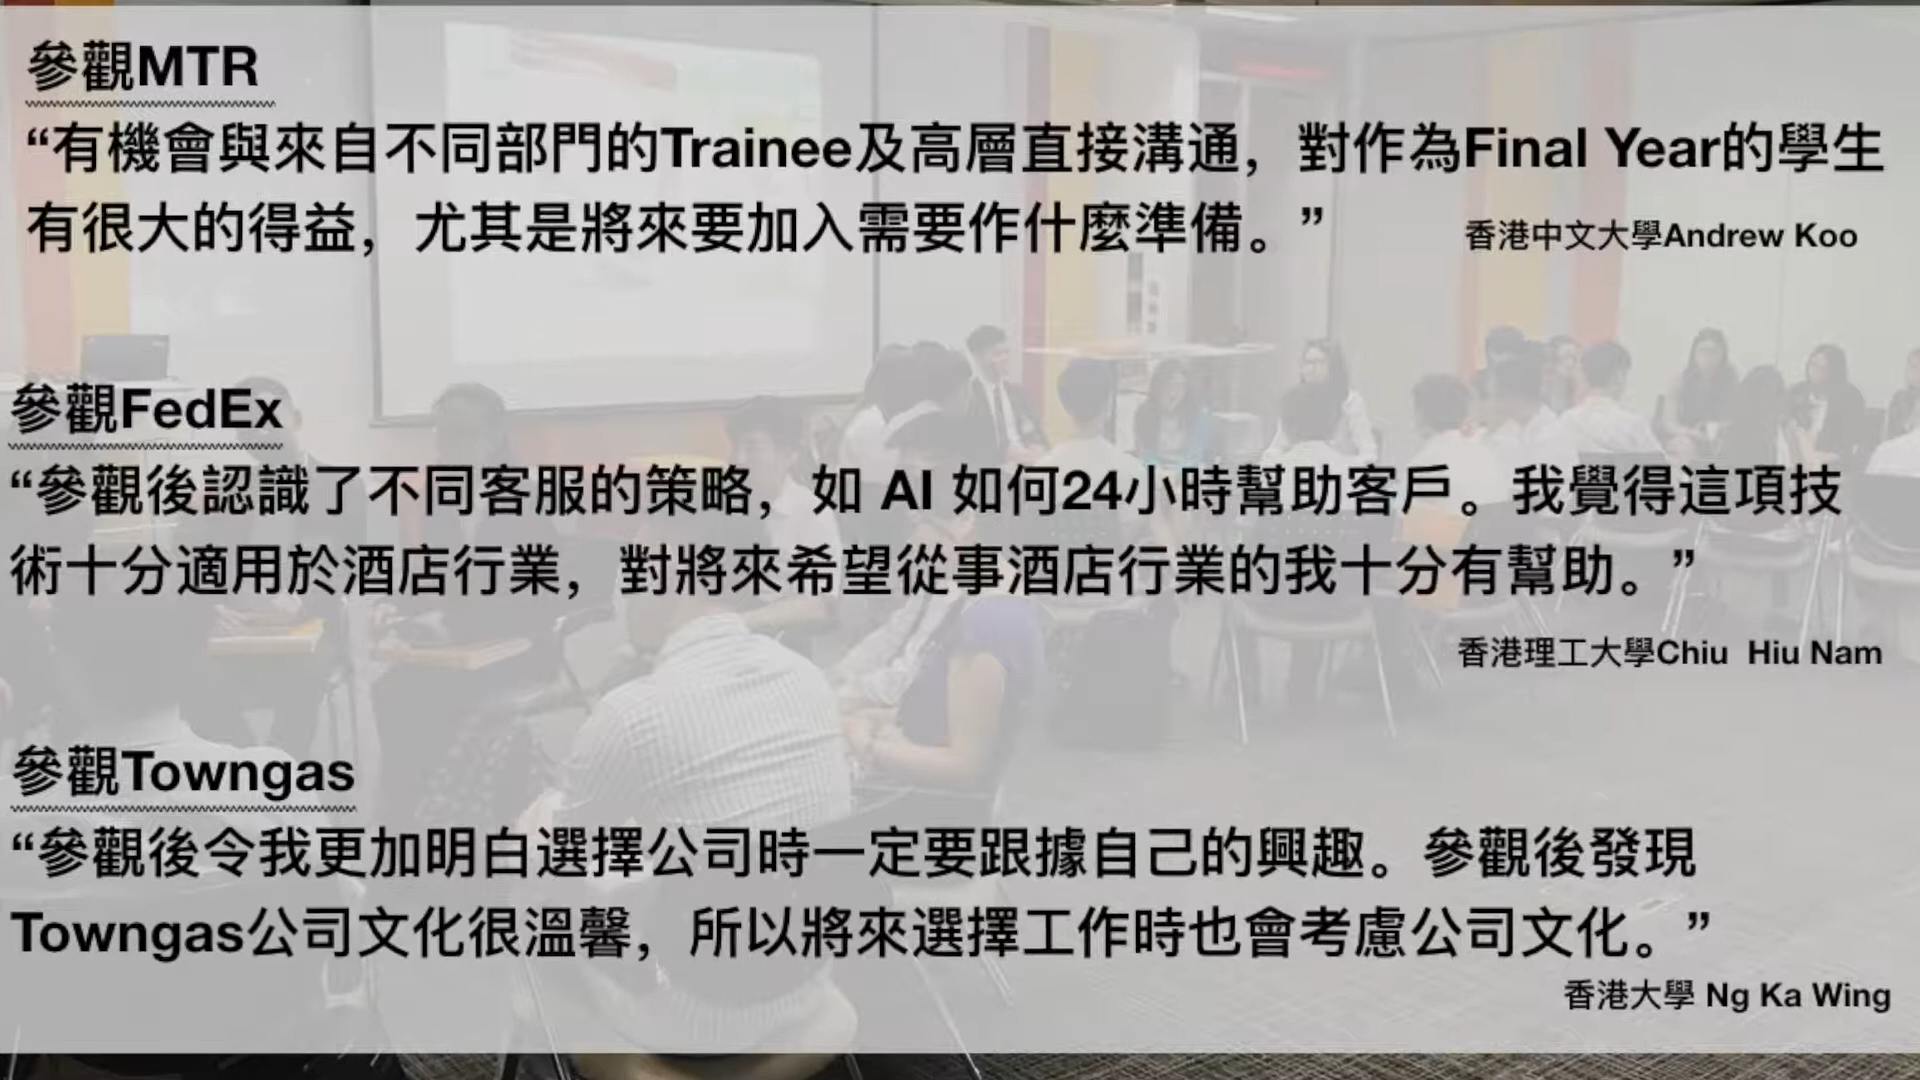 參觀MTR
“有機會與來自不同部門的Trainee及高層直接溝通，對作為Final Year的學生
有很大的得益，尤其是將來要加入需要作什麼準備。”
香港中文大學Andrew Koo
參觀FedEx
“參觀後認識了不同客服的策略，如 AI 如何24小時幫助客戶。我覺得這項技
術十分適用於酒店行業，對將來希望從事酒店行業的我十分有幫助。”
香港理工大學Chiu Hiu Nam
參觀Towngas
“參觀後令我更加明白選擇公司時一定要跟據自己的興趣。參觀後發現
Towngas公司文化很溫馨，所以將來選擇工作時也會考慮公司文化。”
香港大學 Ng Ka Wing